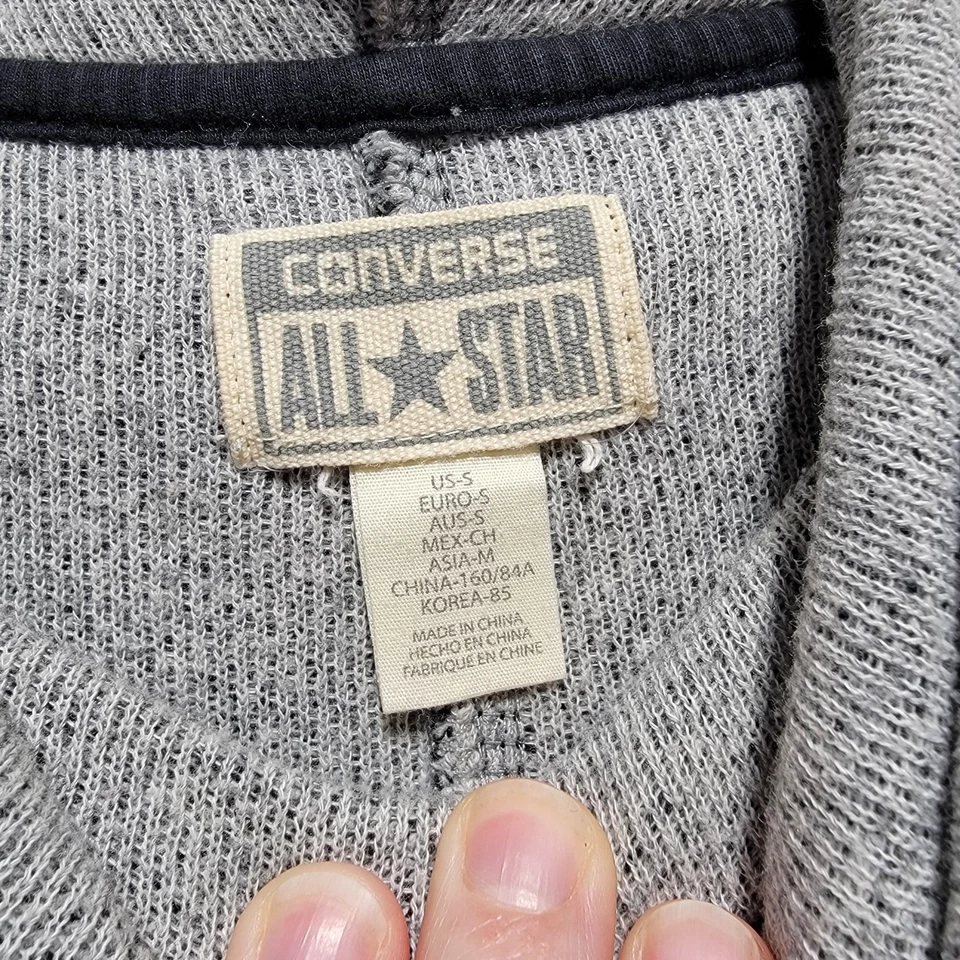 CONVERSE
ALL★STAR
US-S
EURO-S
AUS-S
MEX-CH
ASIA-M
CHINA-160/84A
KOREA-85
MADE IN CHINA
HECHO EN CHINA
FABRIQUE EN CHINE